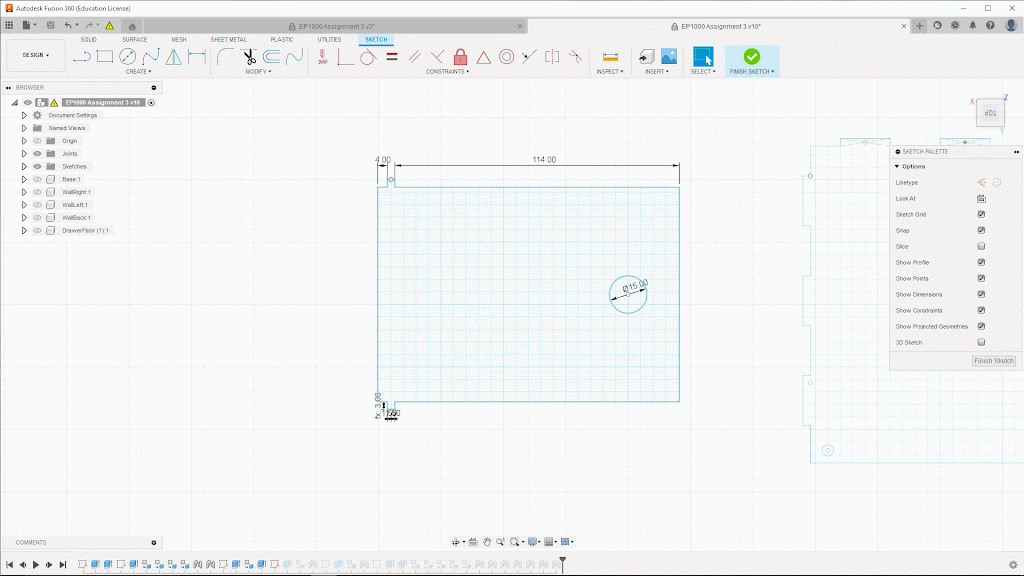 Autodesk Fusion 360 (Education License)
EP1000 Assignment 3 v3*
EP1000 Assignment 3 v10*
DESIGN
SOLID SURFACE MESH SHEET METAL PLASTIC UTILITIES SKETCH
CREATE MODIFY CONSTRAINTS INSPECT INSERT SELECT FINISH SKETCH
BROWSER
EP1000 Assignment 3 v10
Document Settings
Named Views
Origin
Joints
Sketches
Base:1
WallRight:1
WallLeft:1
WallBack:1
DrawerFloor (1):1
TOP
X
Z
4.00
114.00
Ø15.00
fx: 3.00
SKETCH PALETTE
Options
Linetype
Look At
Sketch Grid
Snap
Slice
Show Profile
Show Points
Show Dimensions
Show Constraints
Show Projected Geometries
3D Sketch
Finish Sketch
COMMENTS